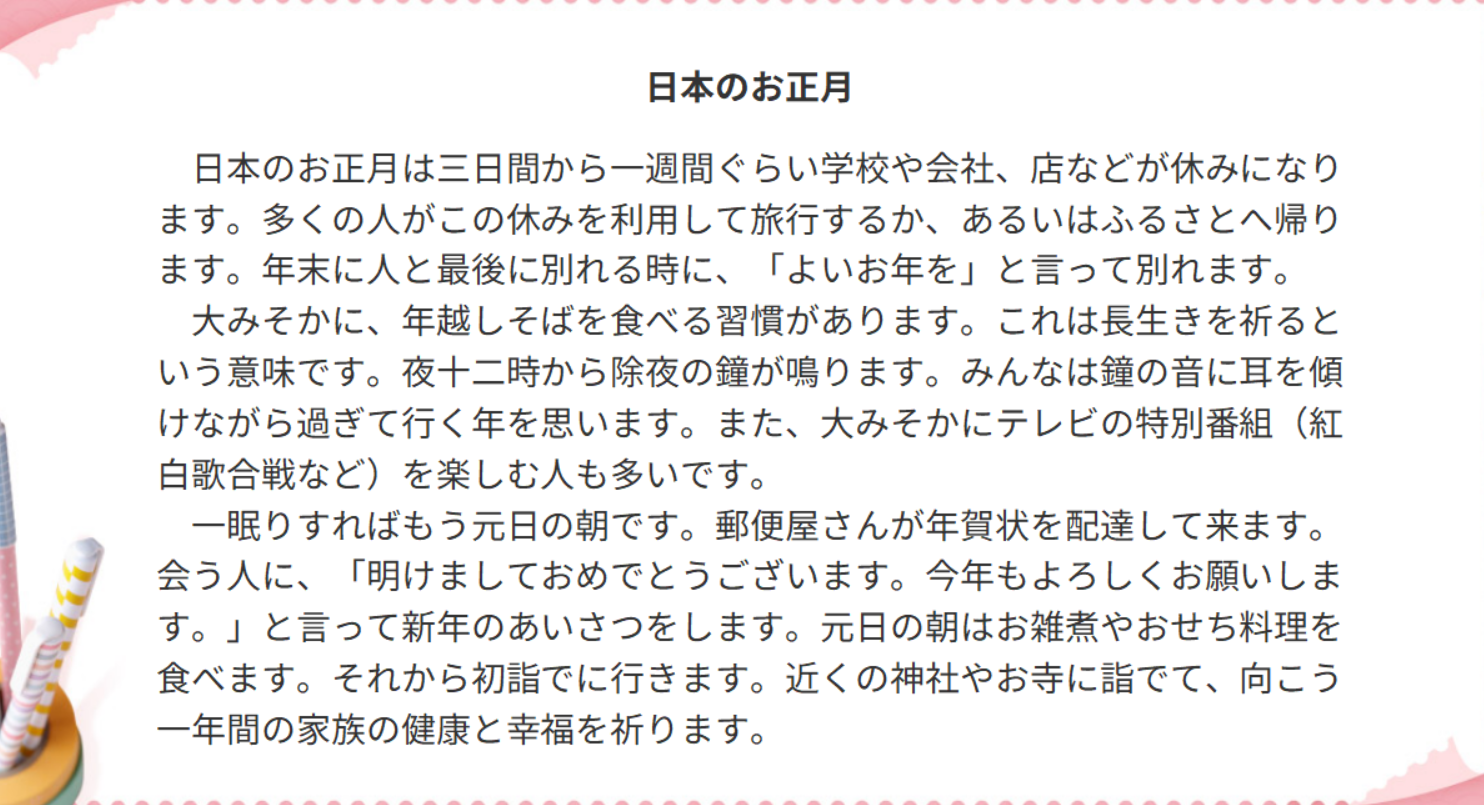 日本のお正月
日本のお正月は三日間から一週間ぐらい学校や会社、店などが休みになり
ます。多くの人がこの休みを利用して旅行するか、あるいはふるさとへ帰り
ます。年末に人と最後に別れる時に、「よいお年を」と言って別れます。
大みそかに、年越しそばを食べる習慣があります。これは長生きを祈ると
いう意味です。夜十二時から除夜の鐘が鳴ります。みんなは鐘の音に耳を傾
けながら過ぎて行く年を思います。また、大みそかにテレビの特別番組（紅
白歌合戦など）を楽しむ人も多いです。
一眠りすればもう元日の朝です。郵便屋さんが年賀状を配達して来ます。
会う人に、「明けましておめでとうございます。今年もよろしくお願いしま
す。」と言って新年のあいさつをします。元日の朝はお雑煮やおせち料理を
食べます。それから初詣でに行きます。近くの神社やお寺に詣でて、向こう
一年間の家族の健康と幸福を祈ります。